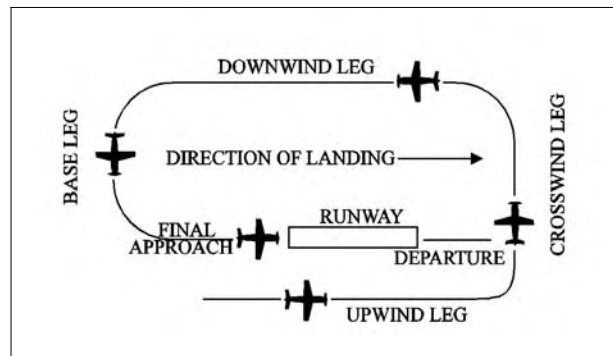 DOWNWIND LEG
BASE LEG
CROSSWIND LEG
DIRECTION OF LANDING
RUNWAY
FINAL
APPROACH
DEPARTURE
UPWIND LEG